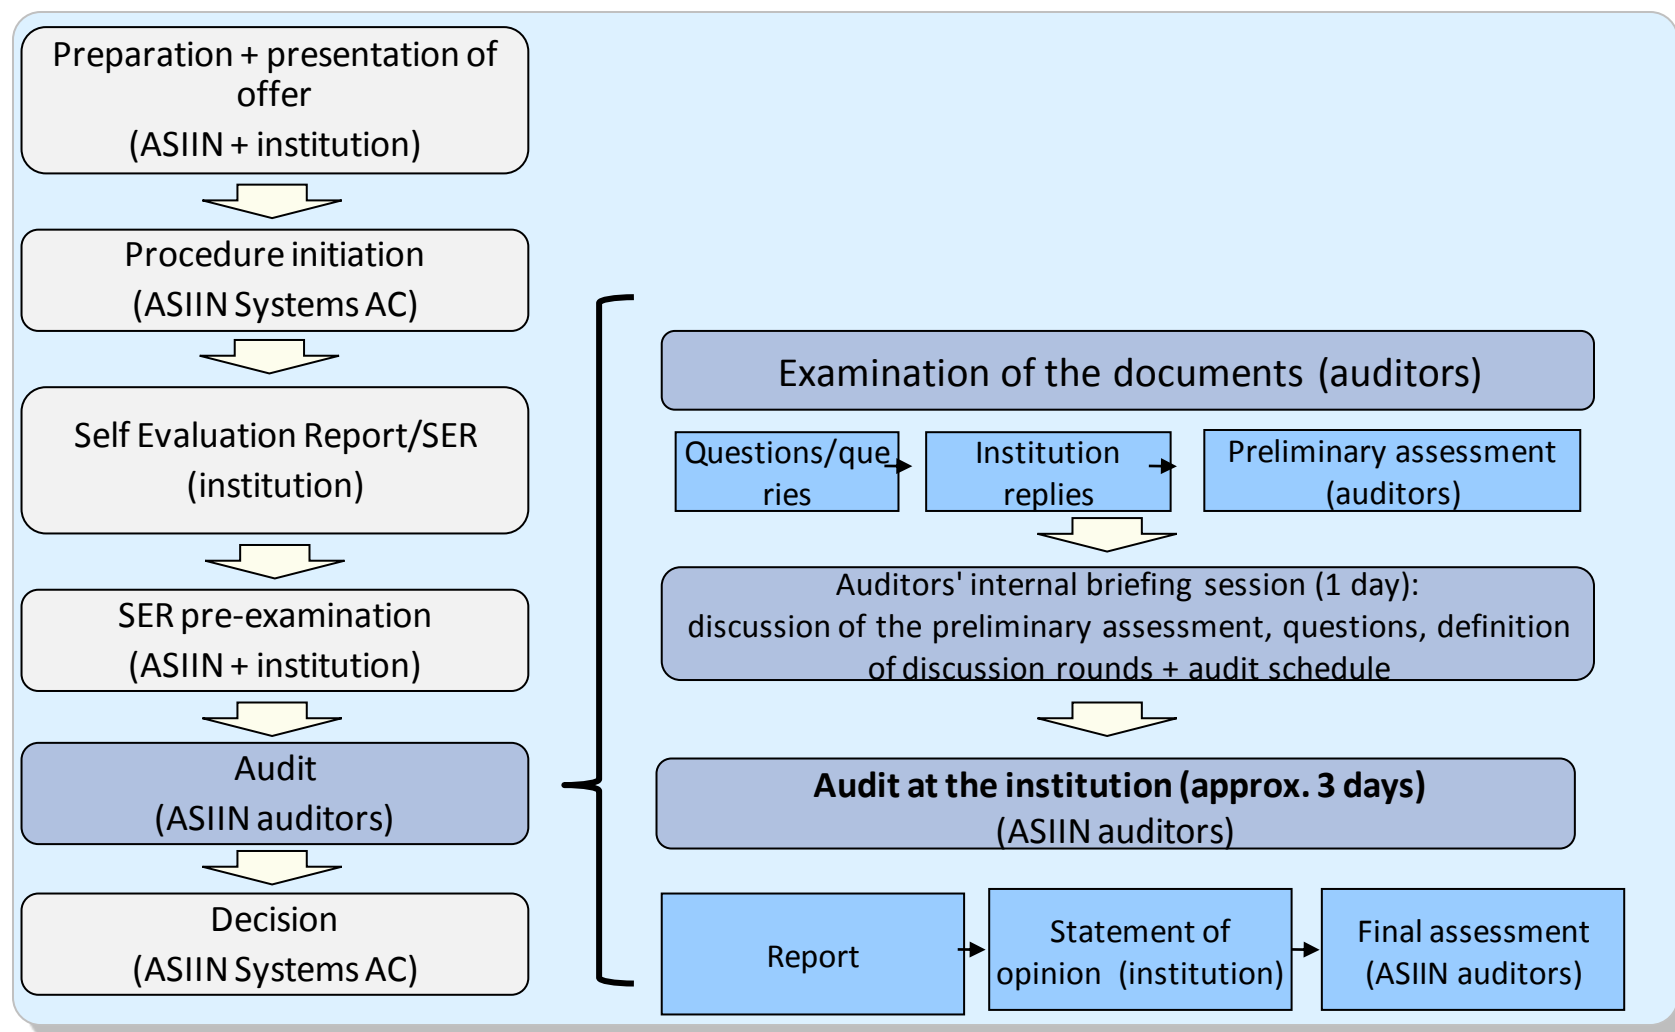 Preparation + presentation of
offer
(ASIIN + institution)
Procedure initiation
(ASIIN Systems AC)
Self Evaluation Report/SER
(institution)
SER pre-examination
(ASIIN + institution)
Audit
(ASIIN auditors)
Decision
(ASIIN Systems AC)
Examination of the documents (auditors)
Questions/que
ries
Institution
replies
Preliminary assessment
(auditors)
Auditors' internal briefing session (1 day):
discussion of the preliminary assessment, questions, definition
of discussion rounds + audit schedule
Audit at the institution (approx. 3 days)
(ASIIN auditors)
Report
Statement of
opinion (institution)
Final assessment
(ASIIN auditors)